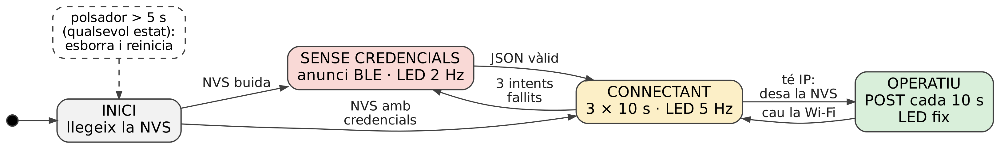 polsador > 5 s
(qualsevol estat):
esborra i reinicia
INICI
llegeix la NVS
NVS buida
NVS amb
credencials
SENSE CREDENCIALS
anunci BLE · LED 2 Hz
JSON vàlid
3 intents
fallits
CONNECTANT
3 × 10 s · LED 5 Hz
té IP:
desa la NVS
cau la Wi-Fi
OPERATIU
POST cada 10 s
LED fix